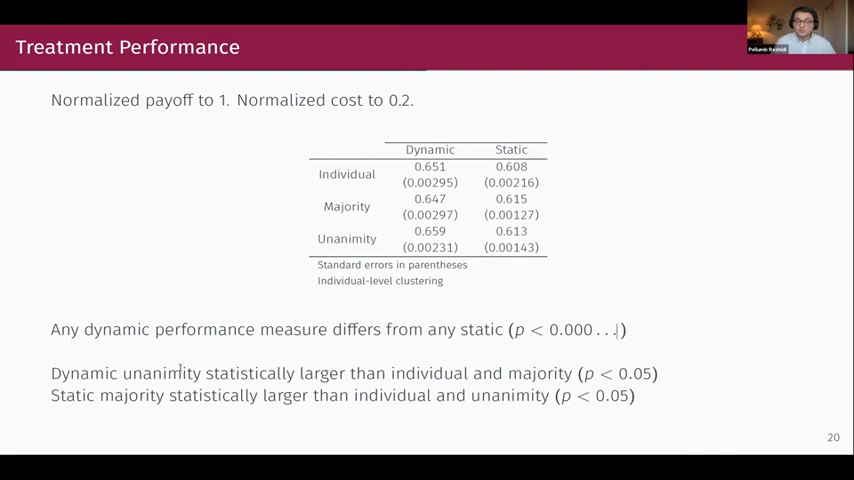 Treatment Performance
Normalized payoff to 1. Normalized cost to 0.2.
Dynamic Static
Individual 0.651 0.608
(0.00295) (0.00216)
Majority 0.647 0.615
(0.00297) (0.00127)
Unanimity 0.659 0.613
(0.00231) (0.00143)
Standard errors in parentheses
Individual-level clustering
Any dynamic performance measure differs from any static (p < 0.000...)
Dynamic unanimity statistically larger than individual and majority (p < 0.05)
Static majority statistically larger than individual and unanimity (p < 0.05)
20